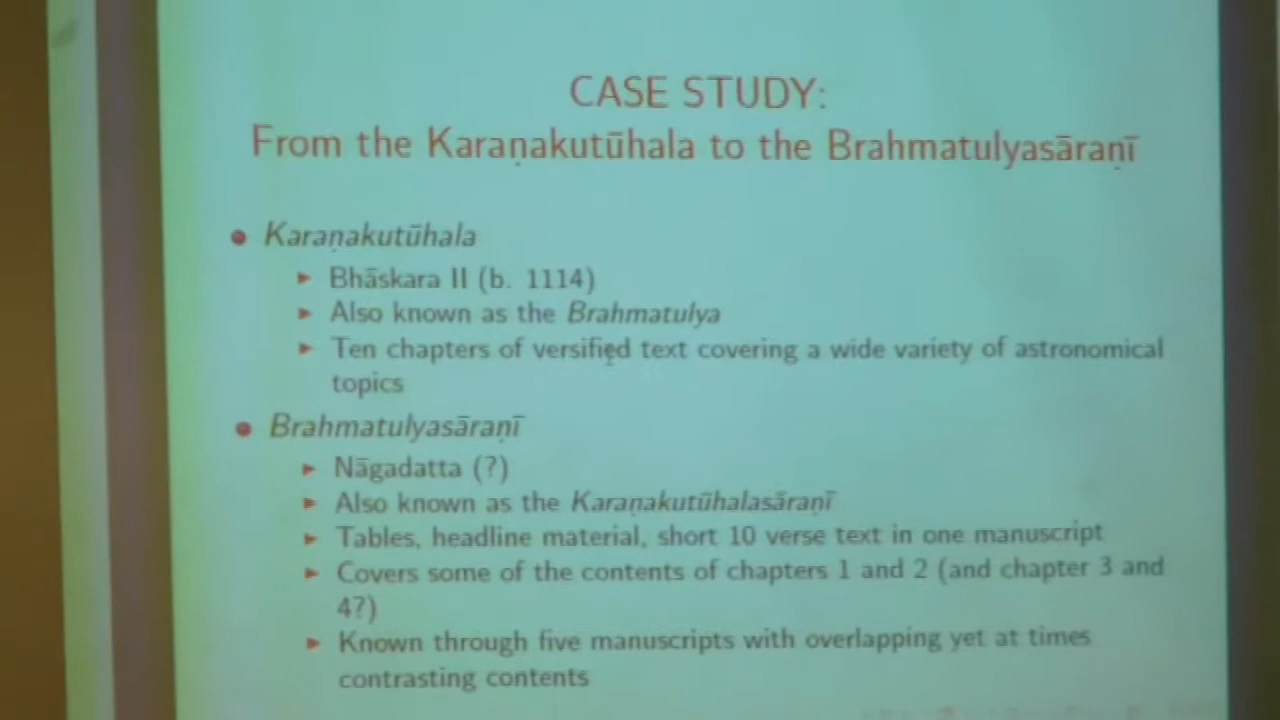 CASE STUDY:
From the Karaṇakutūhala to the Brahmatulyasāraṇī
Karaṇakutūhala
Bhāskara II (b. 1114)
Also known as the Brahmatulya
Ten chapters of versified text covering a wide variety of astronomical
topics
Brahmatulyasāraṇī
Nāgadatta (?)
Also known as the Karaṇakutūhalasāraṇī
Tables, headline material, short 10 verse text in one manuscript
Covers some of the contents of chapters 1 and 2 (and chapter 3 and
4?)
Known through five manuscripts with overlapping yet at times
contrasting contents